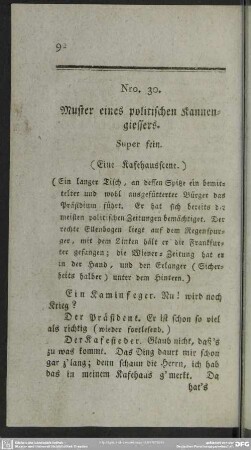 92
Nro. 30.
Muster eines politischen Kannen-
giessers.
Super fein.
(Eine Kafehausscene.)
(Ein langer Tisch, an dessen Spitze ein bemit-
telter und wohl ausgefütterter Bürger das
Präsidium führt. Er hat sich bereits der
meisten politischen Zeitungen bemächtiget. Der
rechte Ellenbogen liegt auf dem Regenspur-
ger, mit dem Linken hält er die Frankfur-
ter gefangen; die Wiener-Zeitung hat er
in der Hand, und der Erlanger (Sicher-
heits halber) unter dem Hintern.)
Ein Kaminfeger. Nu! wird noch
Krieg?
Der Präsident. Er ist schon so viel
als richtig (wieder fortlesend.)
Der Kafesieder. Glaub nicht, daß's
zu was kommt. Das Ding daurt mir schon
gar z'lang; denn schaun die Herren, ich hab
das in meinem Kafehaus g'merkt. Da
hat's